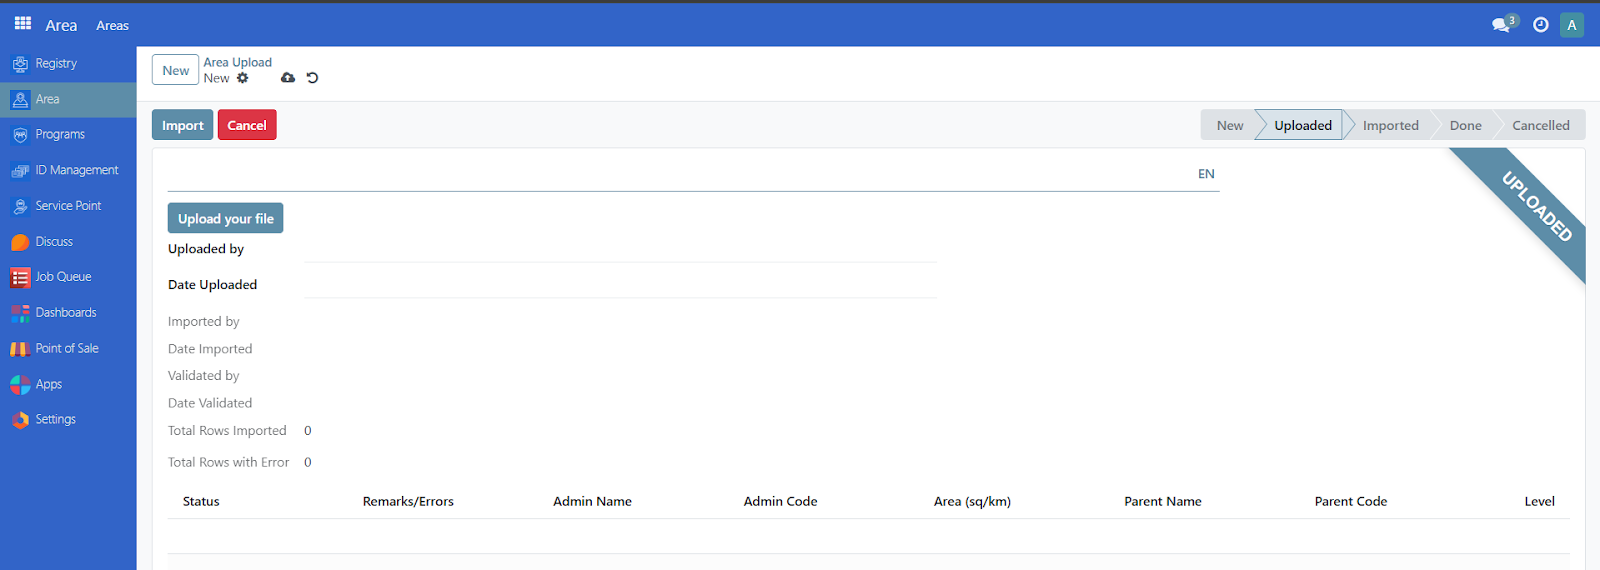 Area Areas 3 A
Registry
Area
Programs
ID Management
Service Point
Discuss
Job Queue
Dashboards
Point of Sale
Apps
Settings
New
Area Upload
New
Import Cancel
New Uploaded Imported Done Cancelled
EN
UPLOADED
Upload your file
Uploaded by
Date Uploaded
Imported by
Date Imported
Validated by
Date Validated
Total Rows Imported 0
Total Rows with Error 0
Status Remarks/Errors Admin Name Admin Code Area (sq/km) Parent Name Parent Code Level